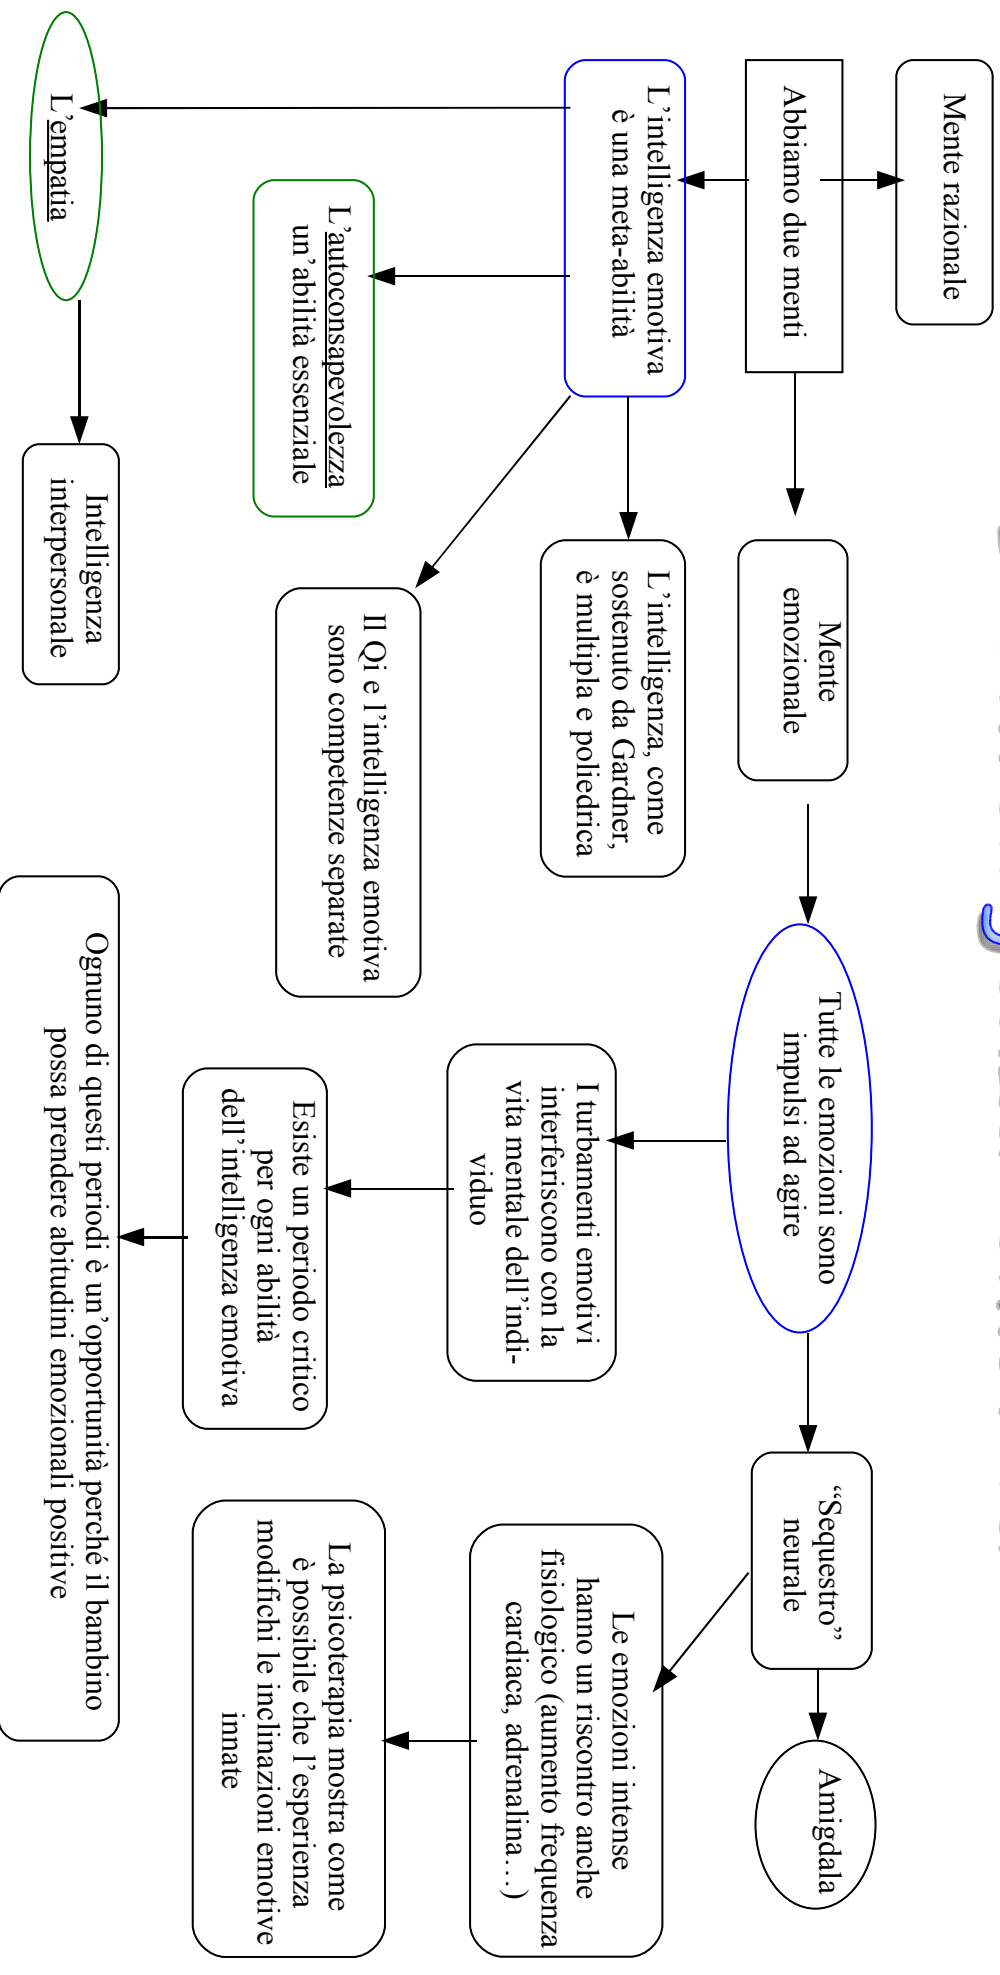 Mente razionale
Abbiamo due menti
Mente
emozionale
Tutte le emozioni sono
impulsi ad agire
“Sequestro”
neurale
Amigdala
L’intelligenza emotiva
è una meta-abilità
L’intelligenza, come
sostenuto da Gardner,
è multipla e poliedrica
I turbamenti emotivi
interferiscono con la
vita mentale dell’indi-
viduo
Le emozioni intense
hanno un riscontro anche
fisiologico (aumento frequenza
cardiaca, adrenalina…)
L’autoconsapevolezza
un’abilità essenziale
Il Qi e l’intelligenza emotiva
sono competenze separate
Esiste un periodo critico
per ogni abilità
dell’intelligenza emotiva
La psicoterapia mostra come
è possibile che l’esperienza
modifichi le inclinazioni emotive
innate
L’empatia
Intelligenza
interpersonale
Ognuno di questi periodi è un’opportunità perché il bambino
possa prendere abitudini emozionali positive